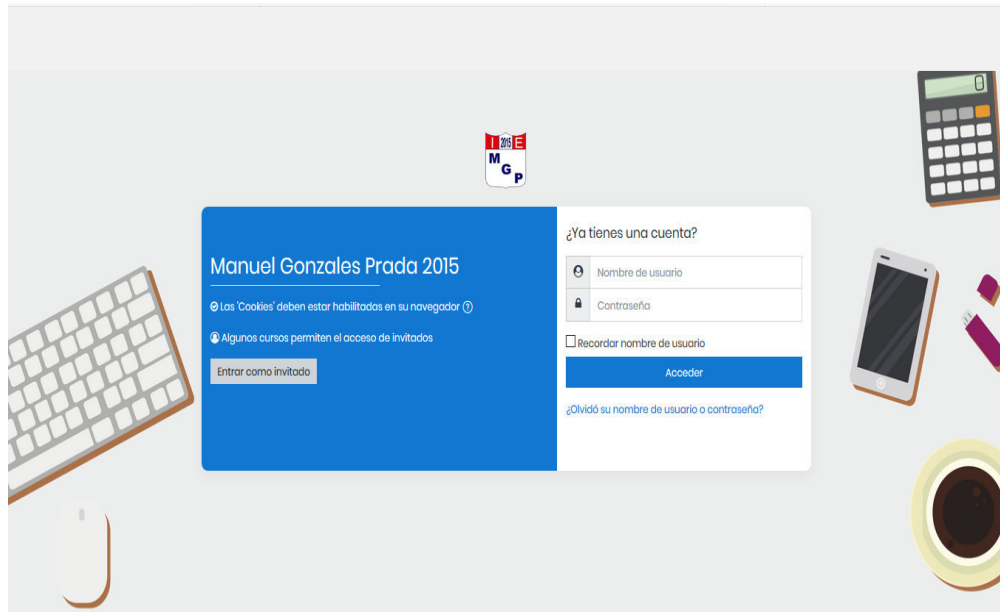 0
I 2015 E
M
G
P
Manuel Gonzales Prada 2015
Las 'Cookies' deben estar habilitadas en su navegador
Algunos cursos permiten el acceso de invitados
Entrar como invitado
¿Ya tienes una cuenta?
Nombre de usuario
Contraseña
Recordar nombre de usuario
Acceder
¿Olvidó su nombre de usuario o contraseña?